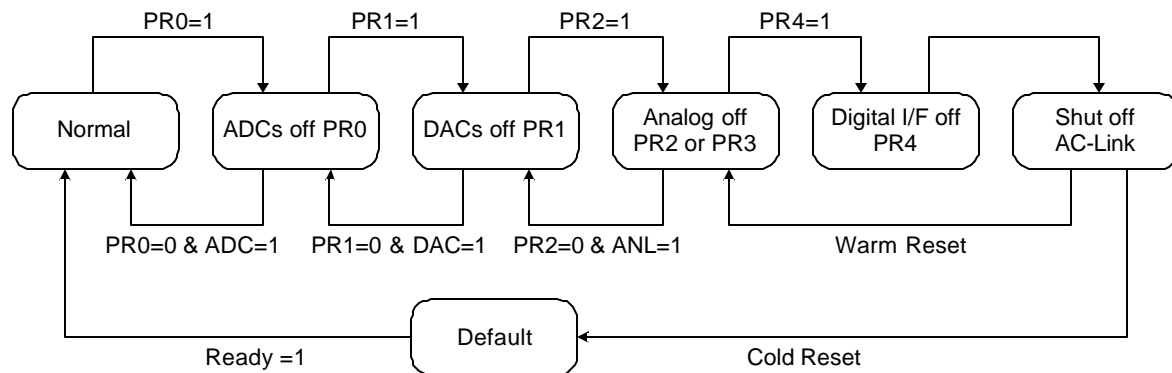 PR0=1
PR1=1
PR2=1
PR4=1
Normal
ADCs off PR0
DACs off PR1
Analog off
PR2 or PR3
Digital I/F off
PR4
Shut off
AC-Link
PR0=0 & ADC=1
PR1=0 & DAC=1
PR2=0 & ANL=1
Warm Reset
Default
Ready =1
Cold Reset